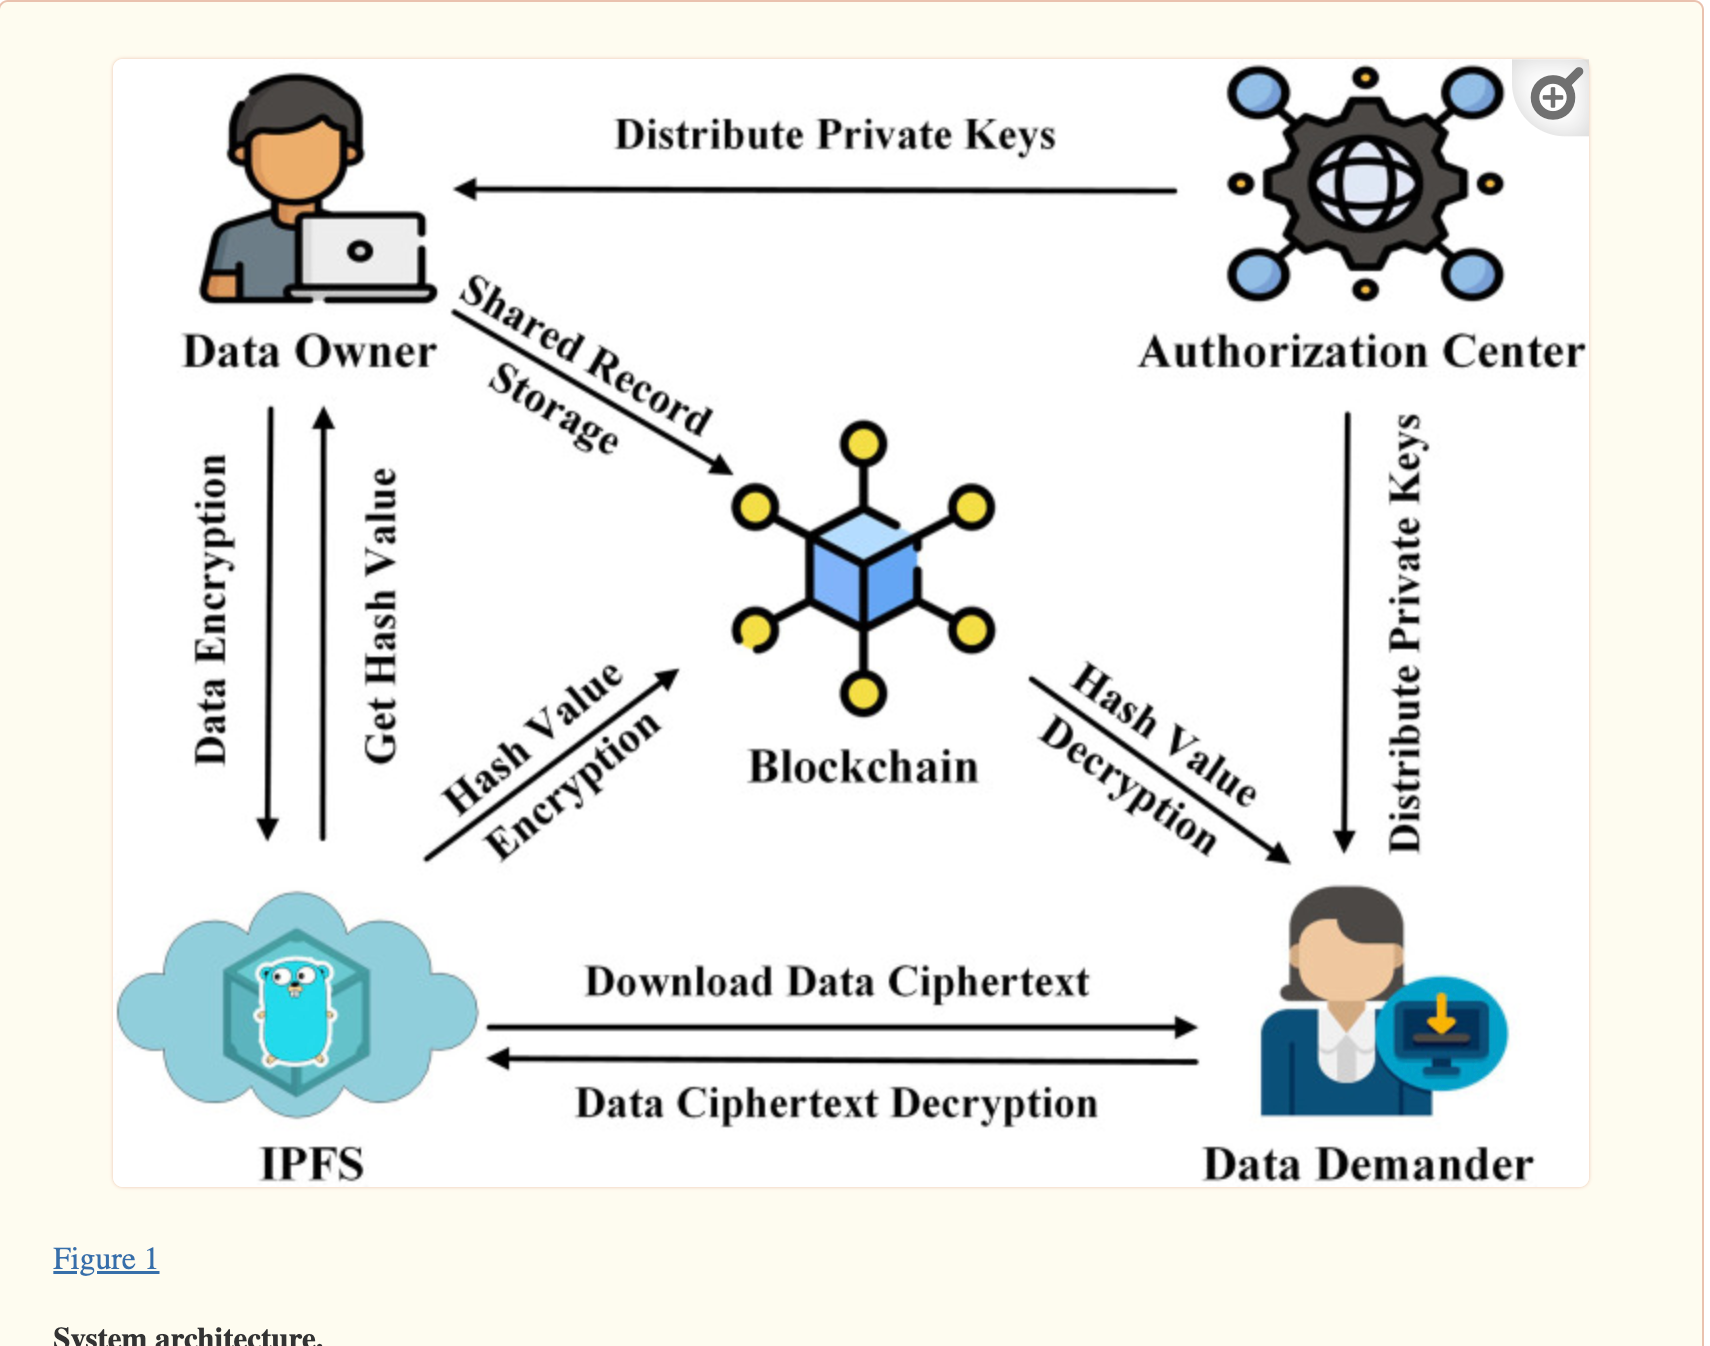 Distribute Private Keys
Data Owner
Authorization Center
Shared Record
Storage
Data Encryption
Get Hash Value
Distribute Private Keys
Hash Value
Encryption
Blockchain
Hash Value
Decryption
Download Data Ciphertext
Data Ciphertext Decryption
IPFS
Data Demander
Figure 1
System architecture.